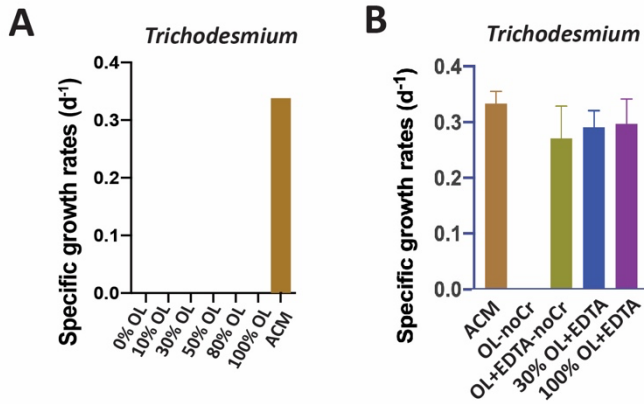 A
Trichodesmium
Specific growth rates (d-1)
0.4
0.3
0.2
0.1
0.0
0% OL
10% OL
30% OL
50% OL
80% OL
100% OL
ACM
B
Trichodesmium
Specific growth rates (d-1)
0.4
0.3
0.2
0.1
0.0
ACM
OL-noCr
OL+EDTA-noCr
30% OL+EDTA
100% OL+EDTA